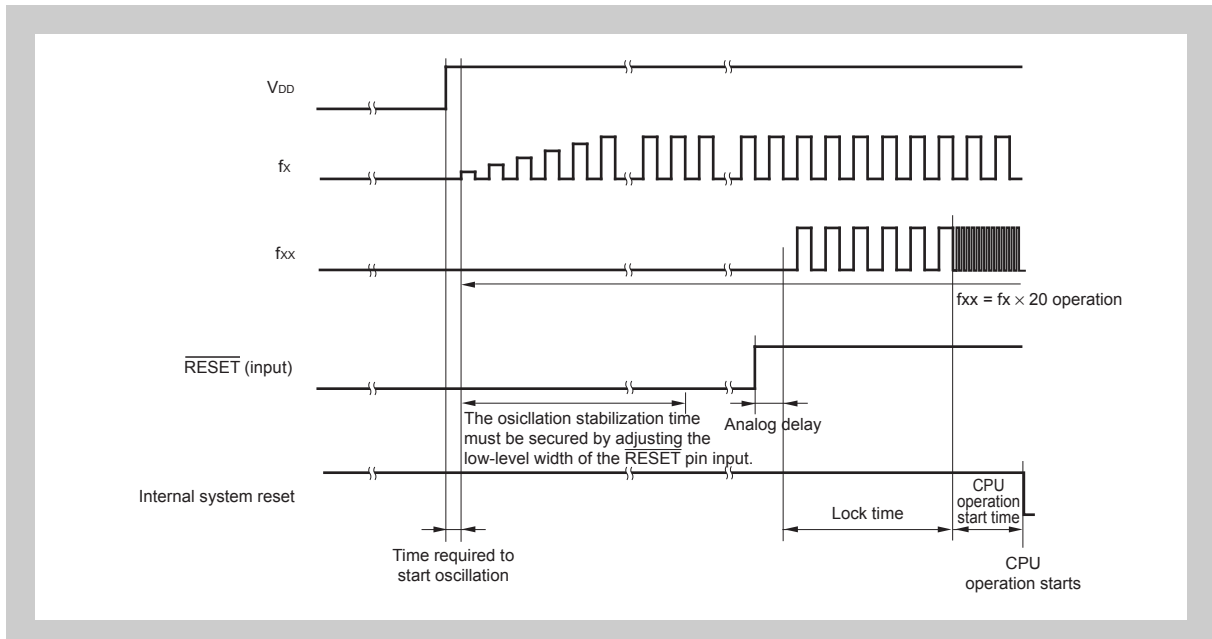 VDD
fx
fxx
fxx = fx × 20 operation
RESET (input)
The osicllation stabilization time
must be secured by adjusting the
low-level width of the RESET pin input.
Analog delay
Internal system reset
Lock time
CPU
operation
start time
Time required to
start oscillation
CPU
operation starts